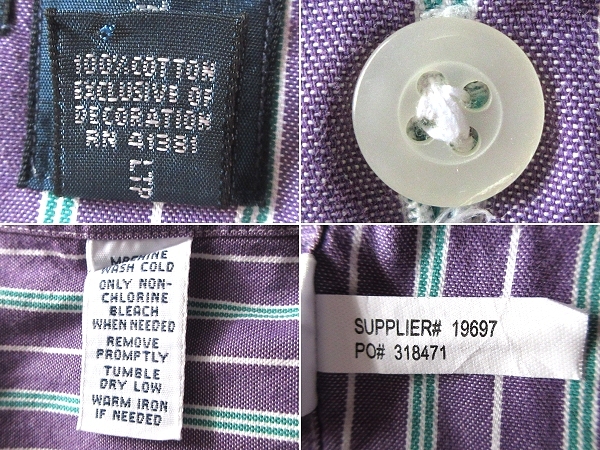 100% COTTON
EXCLUSIVE OF
DECORATION
RN 41381
LTP
MACHINE
WASH COLD
ONLY NON-
CHLORINE
BLEACH
WHEN NEEDED
REMOVE
PROMPTLY
TUMBLE
DRY LOW
WARM IRON
IF NEEDED
SUPPLIER# 19697
PO# 318471